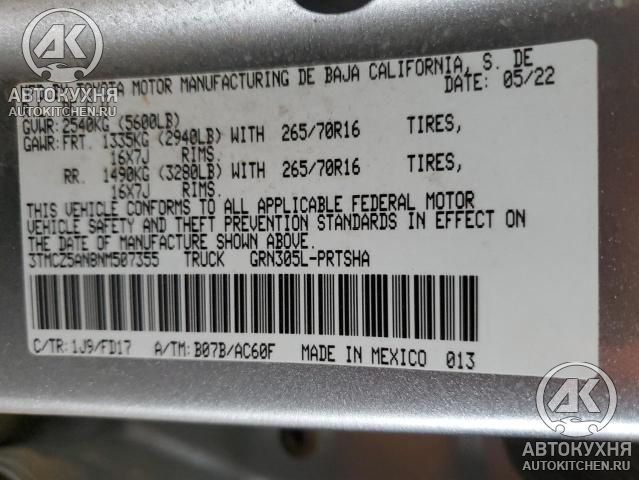 АВТОКУХНЯ
AUTOKITCHEN.RU
MOTOR MANUFACTURING DE BAJA CALIFORNIA, S. DE
DATE: 05/22
GVWR: 2540KG (5600LB)
GAWR: FRT. 1335KG (2940LB) WITH 265/70R16 TIRES,
16X7J RIMS.
RR. 1490KG (3280LB) WITH 265/70R16 TIRES,
16X7J RIMS.
THIS VEHICLE CONFORMS TO ALL APPLICABLE FEDERAL MOTOR
VEHICLE SAFETY AND THEFT PREVENTION STANDARDS IN EFFECT ON
THE DATE OF MANUFACTURE SHOWN ABOVE.
3TMCZ5AN8NM507355 TRUCK GRN305L-PRTSHA
C/TR: 1J9/FD17 A/TM: B07B/AC60F MADE IN MEXICO 013
АК
АВТОКУХНЯ
AUTOKITCHEN.RU